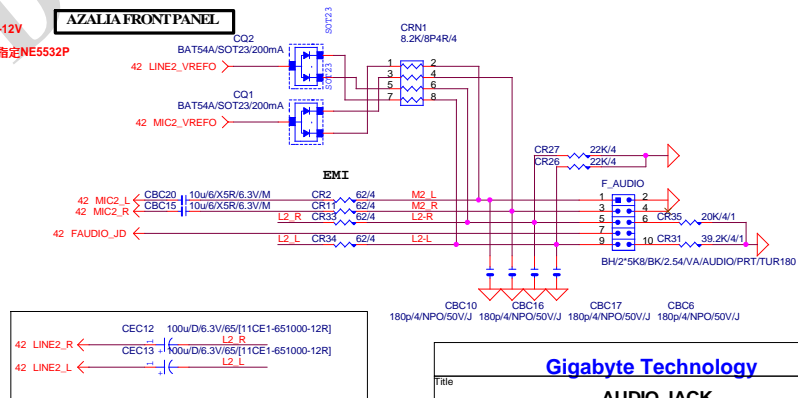 -12V
指定NE5532P
AZALIA FRONT PANEL
SOT23
SOT23
CQ2
BAT54A/SOT23/200mA
42 LINE2_VREFO
CQ1
BAT54A/SOT23/200mA
42 MIC2_VREFO
CRN1
8.2K/8P4R/4
1 2
3 4
5 6
7 8
CR27 22K/4
CR26 22K/4
EMI
F_AUDIO
42 MIC2_L CBC20 10u/6/X5R/6.3V/M CR2 62/4 M2_L 1 2
42 MIC2_R CBC15 10u/6/X5R/6.3V/M CR11 62/4 M2_R 3 4
L2_R CR33 62/4 L2-R 5 6 CR35 20K/4/1
42 FAUDIO_JD 7
L2_L CR34 62/4 L2-L 9 10 CR31 39.2K/4/1
BH/2*5K8/BK/2.54/VA/AUDIO/PRT/TUR180
CBC10 CBC16 CBC17 CBC6
180p/4/NPO/50V/J 180p/4/NPO/50V/J 180p/4/NPO/50V/J 180p/4/NPO/50V/J
CEC12 100u/D/6.3V/65/[11CE1-651000-12R]
42 LINE2_R 1 + L2_R
CEC13 100u/D/6.3V/65/[11CE1-651000-12R]
42 LINE2_L 1 + L2_L
Gigabyte Technology
Title
AUDIO JACK